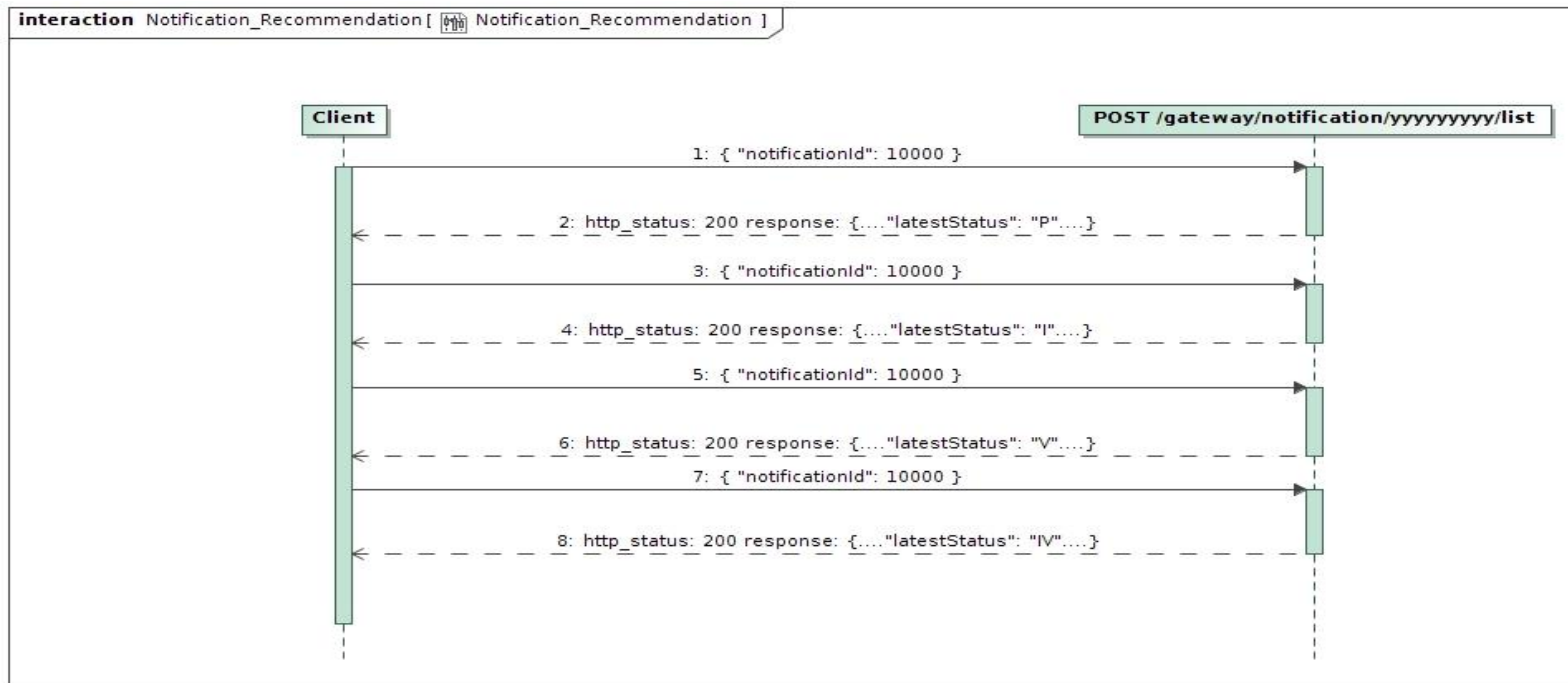 interaction Notification_Recommendation [ Notification_Recommendation ]
Client
POST /gateway/notification/yyyyyyyyy/list
1: { "notificationId": 10000 }
2: http_status: 200 response: {...."latestStatus": "P"....}
3: { "notificationId": 10000 }
4: http_status: 200 response: {...."latestStatus": "I"....}
5: { "notificationId": 10000 }
6: http_status: 200 response: {...."latestStatus": "V"....}
7: { "notificationId": 10000 }
8: http_status: 200 response: {...."latestStatus": "IV"....}